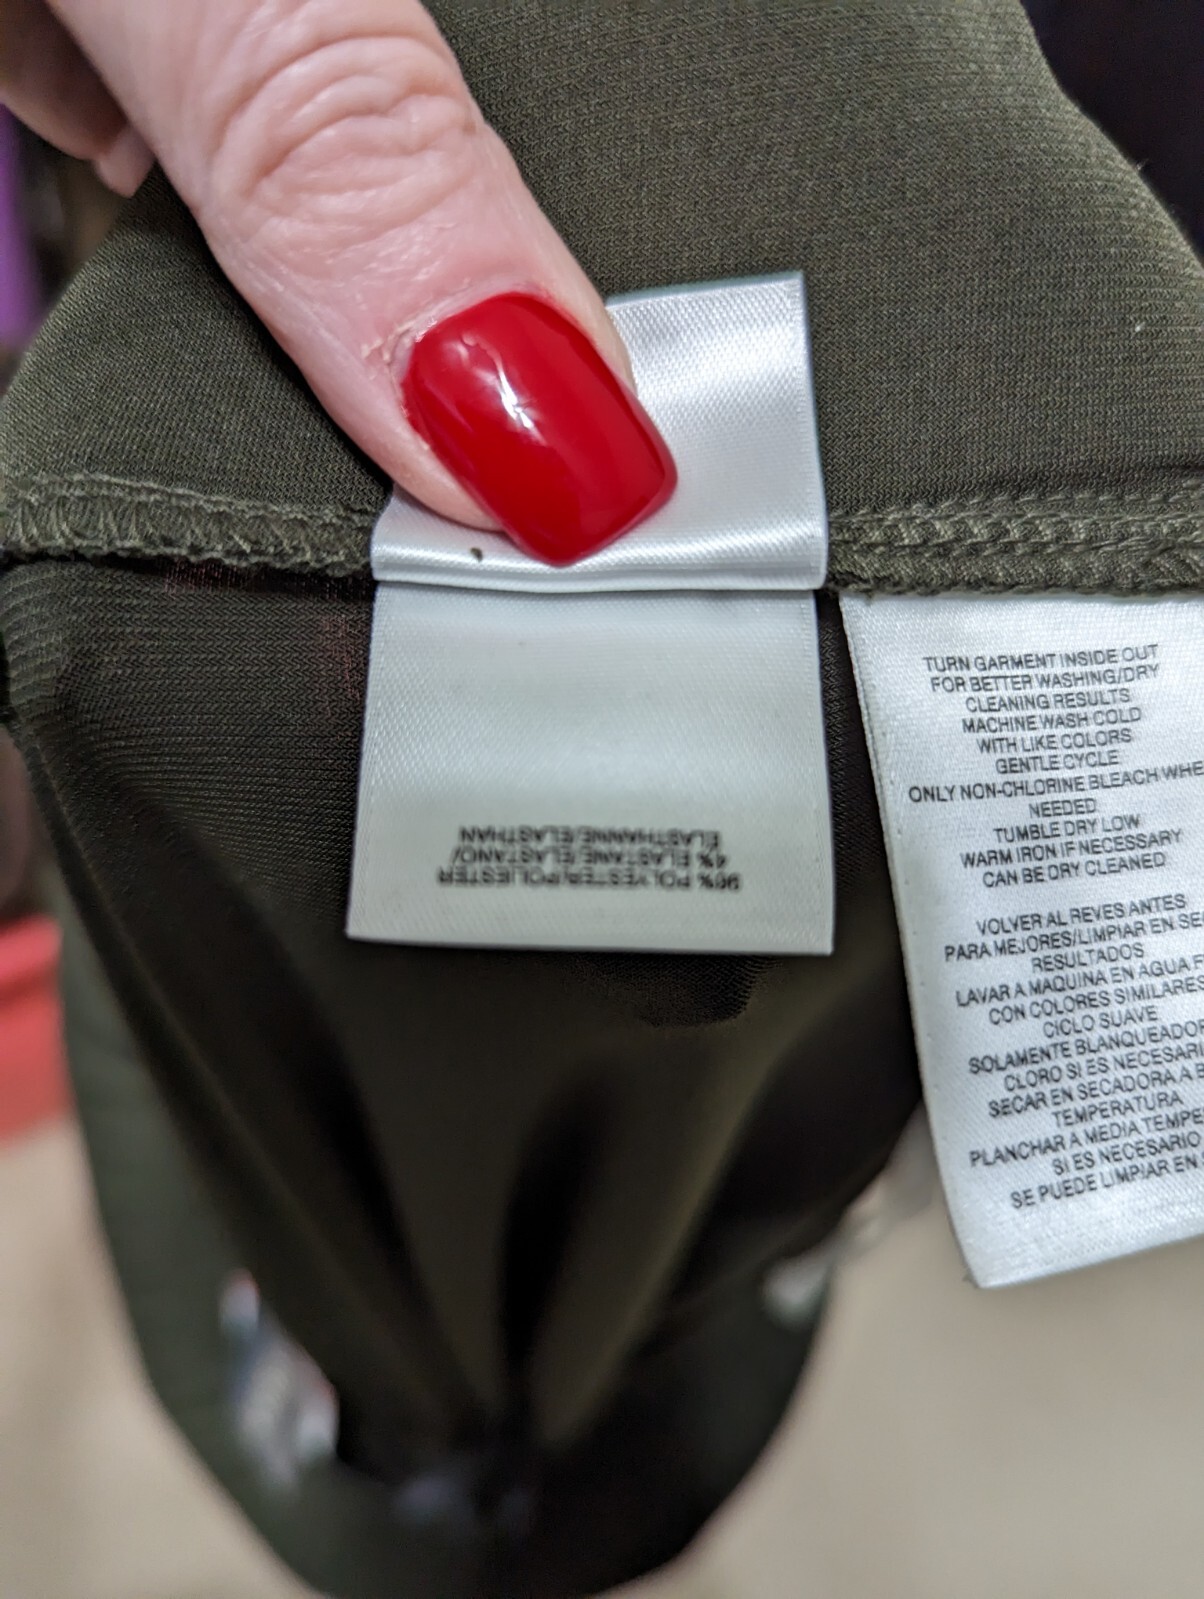 96% POLYESTER/POLIESTER
4% ELASTANE/ELASTANO/
ELASTHANNE/ELASTHAN
TURN GARMENT INSIDE OUT
FOR BETTER WASHING/DRY
CLEANING RESULTS
MACHINE WASH COLD
WITH LIKE COLORS
GENTLE CYCLE
ONLY NON-CHLORINE BLEACH WHE
NEEDED
TUMBLE DRY LOW
WARM IRON IF NECESSARY
CAN BE DRY CLEANED
VOLVER AL REVES ANTES
PARA MEJORES/LIMPIAR EN SE
RESULTADOS
LAVAR A MAQUINA EN AGUA F
CON COLORES SIMILARES
CICLO SUAVE
SOLAMENTE BLANQUEADO
CLORO SI ES NECESARI
SECAR EN SECADORA A B
TEMPERATURA
PLANCHAR A MEDIA TEMPE
SI ES NECESARIO
SE PUEDE LIMPIAR EN